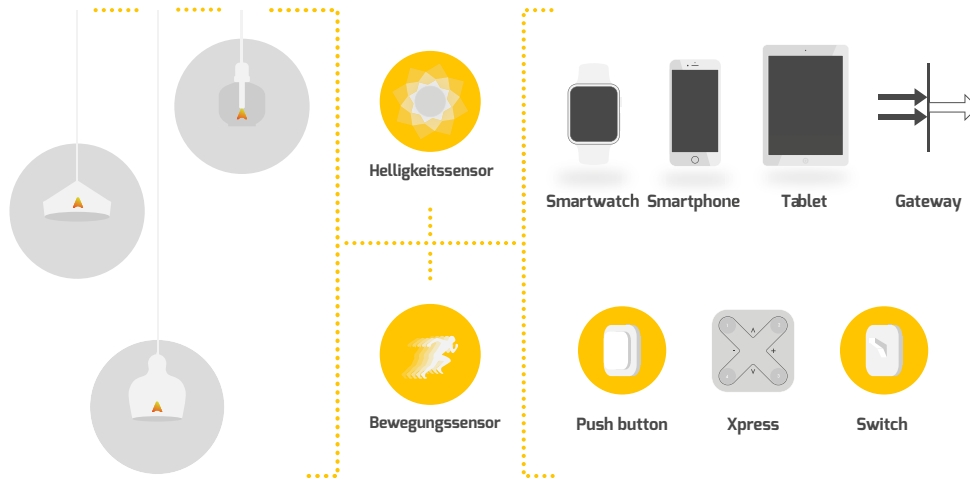 Helligkeitssensor
Smartwatch
Smartphone
Tablet
Gateway
Bewegungssensor
Push button
Xpress
Switch